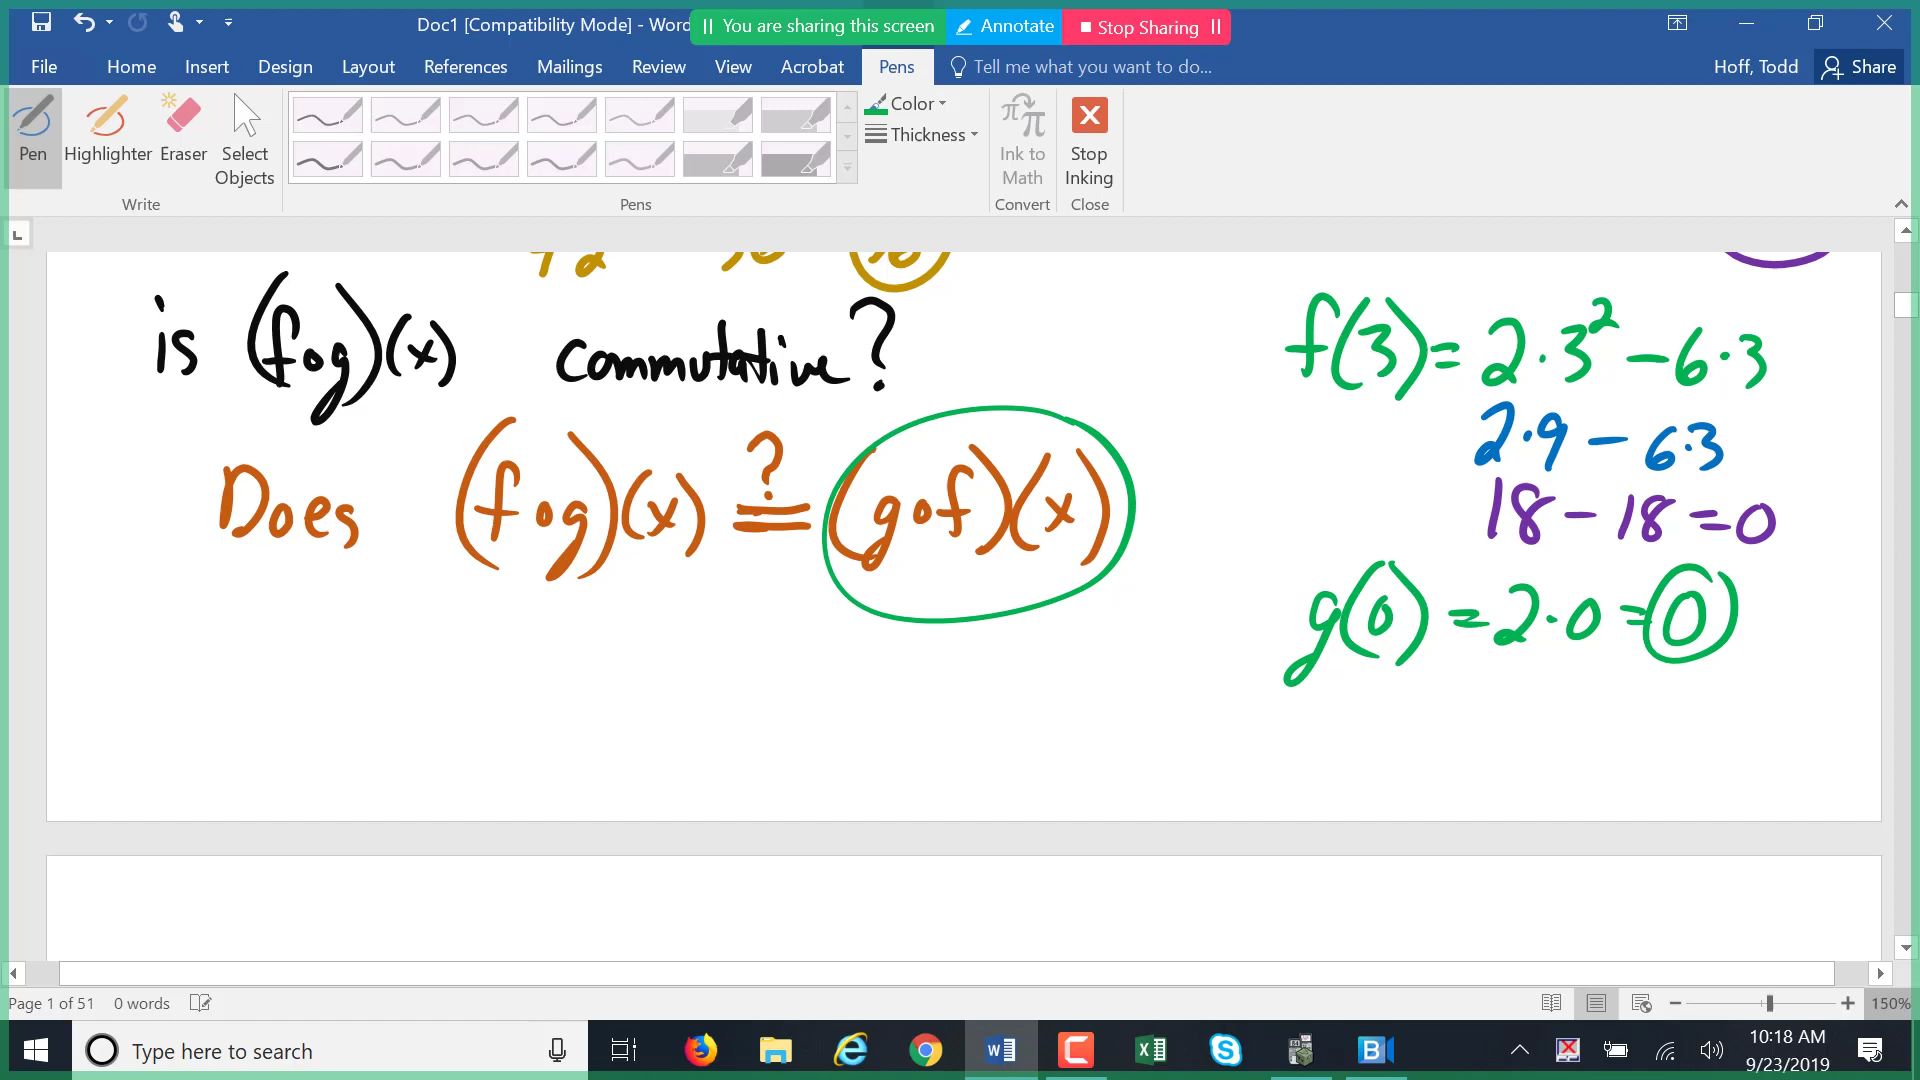 Doc1 [Compatibility Mode] - Word
You are sharing this screen
Annotate
Stop Sharing
File Home Insert Design Layout References Mailings Review View Acrobat Pens Tell me what you want to do...
Hoff, Todd Share
Pen Highlighter Eraser Select Objects
Color
Thickness
Ink to Math
Stop Inking
Write Pens Convert Close
is (fog)(x) commutative?
Does (fog)(x) ?= (gof)(x)
f(3) = 2·3² - 6·3
2·9 - 6·3
18 - 18 = 0
g(0) = 2·0 = 0
Page 1 of 51 0 words
150%
Type here to search
10:18 AM
9/23/2019